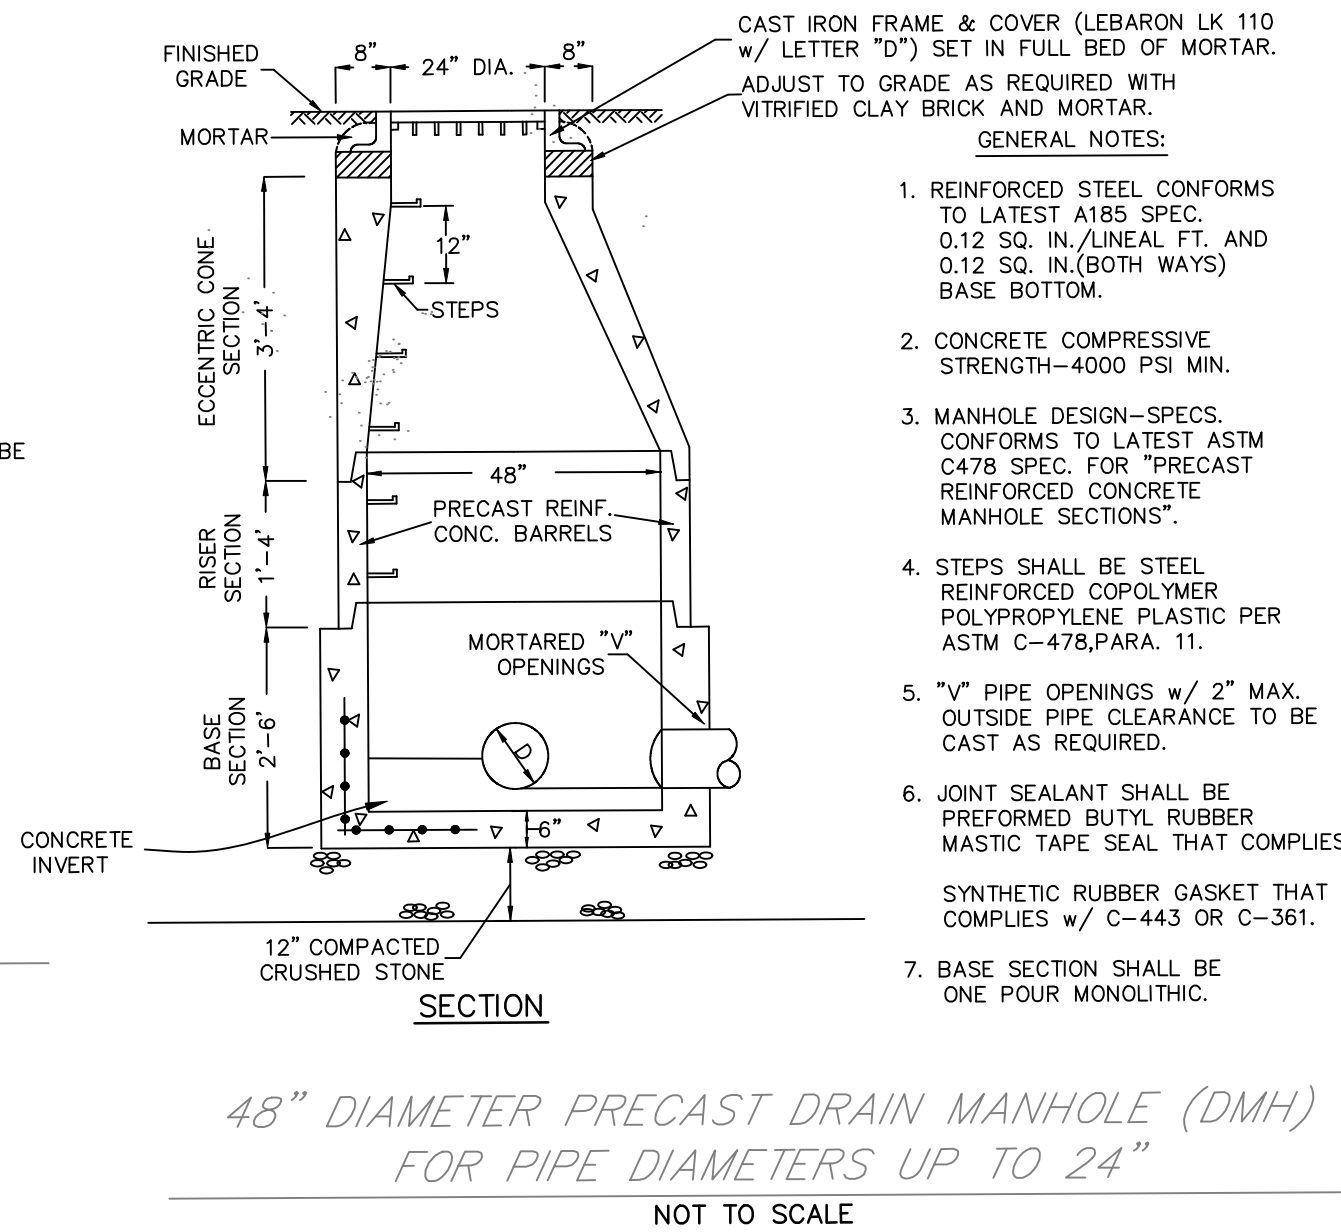 CAST IRON FRAME & COVER (LEBARON LK 110
w/ LETTER "D") SET IN FULL BED OF MORTAR.
ADJUST TO GRADE AS REQUIRED WITH
VITRIFIED CLAY BRICK AND MORTAR.
FINISHED
GRADE
8"
24" DIA.
8"
MORTAR
12"
STEPS
ECCENTRIC CONE
SECTION
3'-4'
BE
48"
PRECAST REINF.
CONC. BARRELS
RISER
SECTION
1'-4'
MORTARED "V"
OPENINGS
BASE
SECTION
2'-6'
D
6"
CONCRETE
INVERT
12" COMPACTED
CRUSHED STONE
SECTION
GENERAL NOTES:
1. REINFORCED STEEL CONFORMS
TO LATEST A185 SPEC.
0.12 SQ. IN./LINEAL FT. AND
0.12 SQ. IN.(BOTH WAYS)
BASE BOTTOM.
2. CONCRETE COMPRESSIVE
STRENGTH-4000 PSI MIN.
3. MANHOLE DESIGN-SPECS.
CONFORMS TO LATEST ASTM
C478 SPEC. FOR "PRECAST
REINFORCED CONCRETE
MANHOLE SECTIONS".
4. STEPS SHALL BE STEEL
REINFORCED COPOLYMER
POLYPROPYLENE PLASTIC PER
ASTM C-478,PARA. 11.
5. "V" PIPE OPENINGS w/ 2" MAX.
OUTSIDE PIPE CLEARANCE TO BE
CAST AS REQUIRED.
6. JOINT SEALANT SHALL BE
PREFORMED BUTYL RUBBER
MASTIC TAPE SEAL THAT COMPLIES
SYNTHETIC RUBBER GASKET THAT
COMPLIES w/ C-443 OR C-361.
7. BASE SECTION SHALL BE
ONE POUR MONOLITHIC.
48" DIAMETER PRECAST DRAIN MANHOLE (DMH)
FOR PIPE DIAMETERS UP TO 24"
NOT TO SCALE